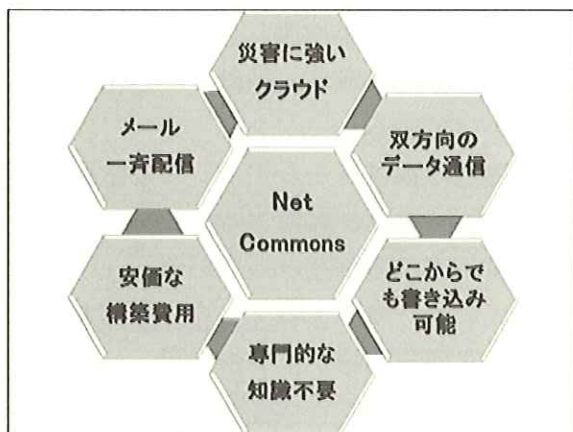 災害に強い
クラウド
メール
一斉配信
双方向の
データ通信
Net
Commons
安価な
構築費用
どこからで
も書き込み
可能
専門的な
知識不要